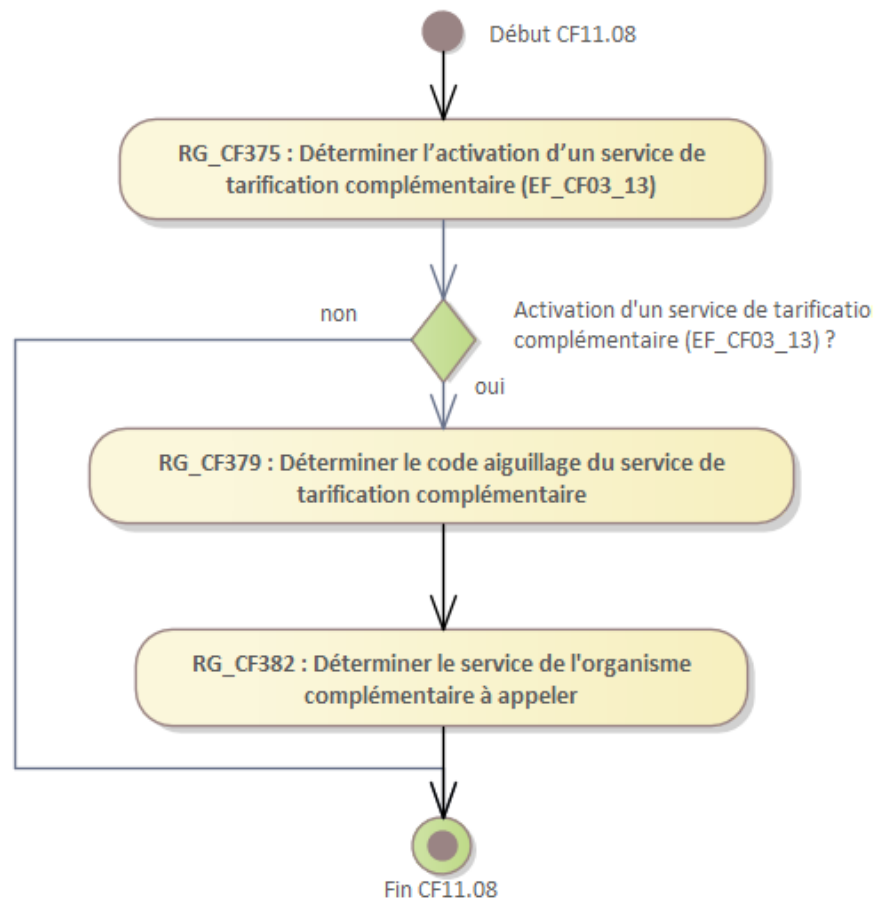 Début CF11.08
RG_CF375 : Déterminer l’activation d’un service de
tarification complémentaire (EF_CF03_13)
non
Activation d'un service de tarificatio
complémentaire (EF_CF03_13) ?
oui
RG_CF379 : Déterminer le code aiguillage du service de
tarification complémentaire
RG_CF382 : Déterminer le service de l'organisme
complémentaire à appeler
Fin CF11.08